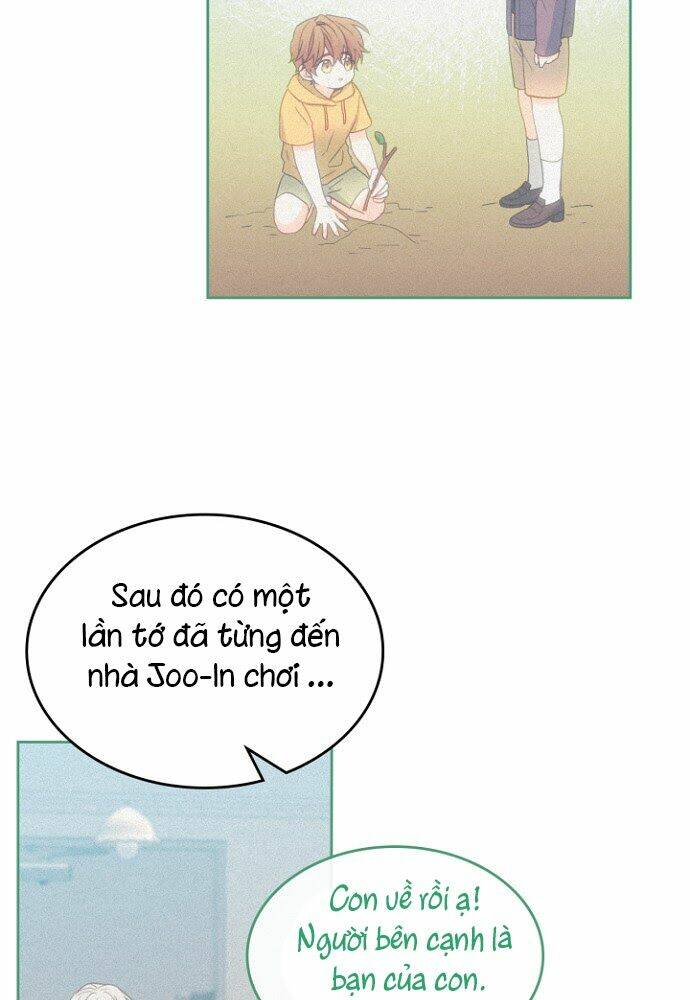 Sau đó có một
lần tớ đã từng đến
nhà Joo-In chơi ...
Con về rồi ạ!
Người bên cạnh là
bạn của con.